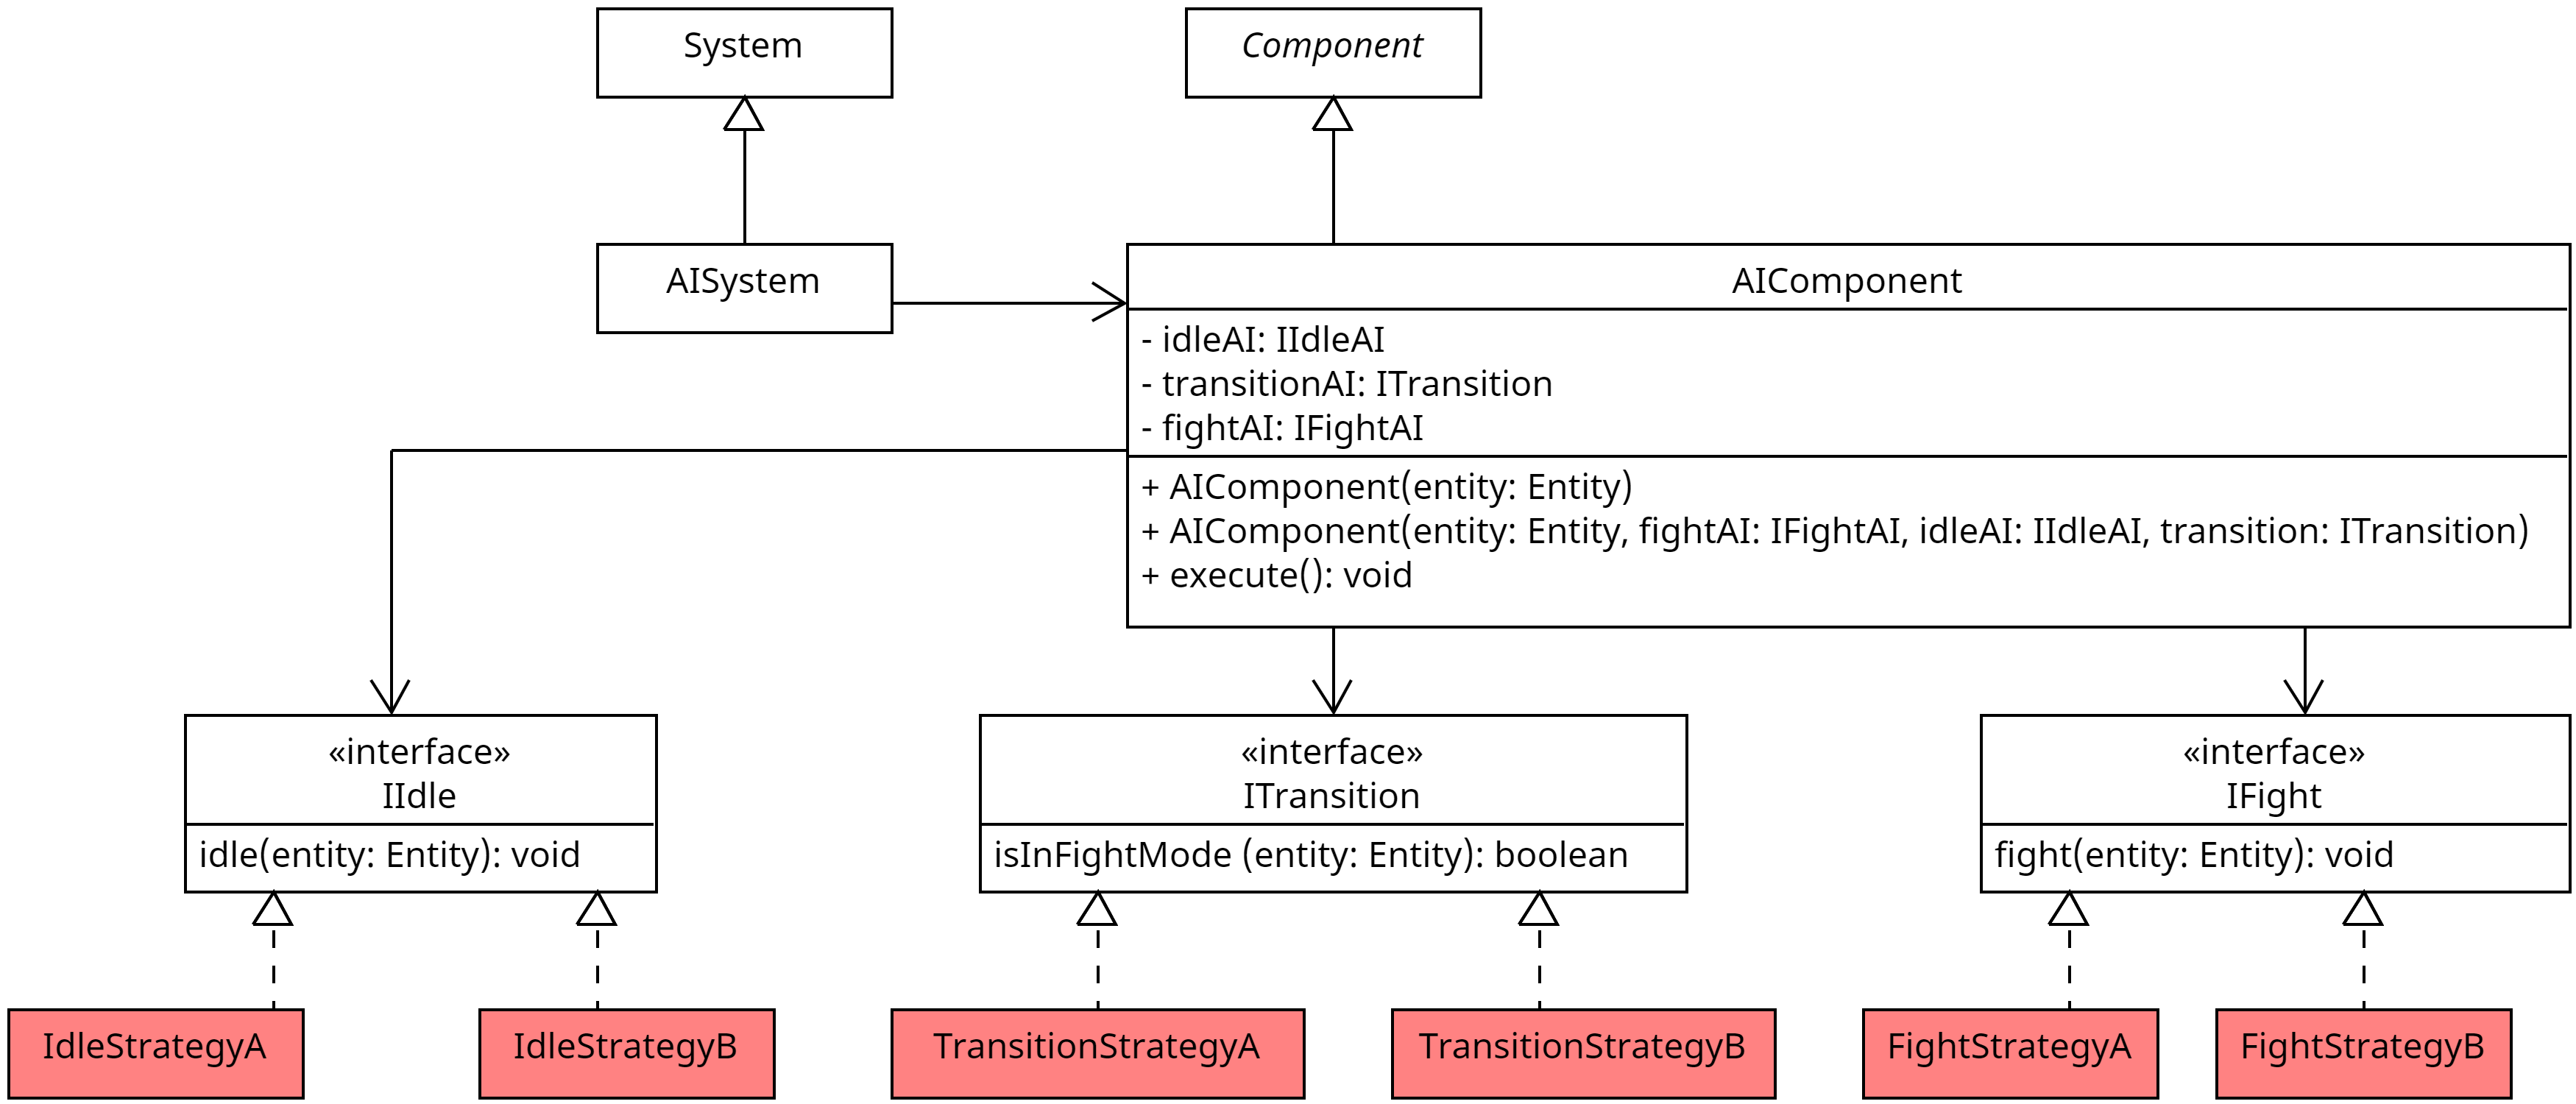 System
Component
AISystem
AIComponent
- idleAI: IIdleAI
- transitionAI: ITransition
- fightAI: IFightAI
+ AIComponent(entity: Entity)
+ AIComponent(entity: Entity, fightAI: IFightAI, idleAI: IIdleAI, transition: ITransition)
+ execute(): void
«interface»
IIdle
idle(entity: Entity): void
«interface»
ITransition
isInFightMode (entity: Entity): boolean
«interface»
IFight
fight(entity: Entity): void
IdleStrategyA
IdleStrategyB
TransitionStrategyA
TransitionStrategyB
FightStrategyA
FightStrategyB